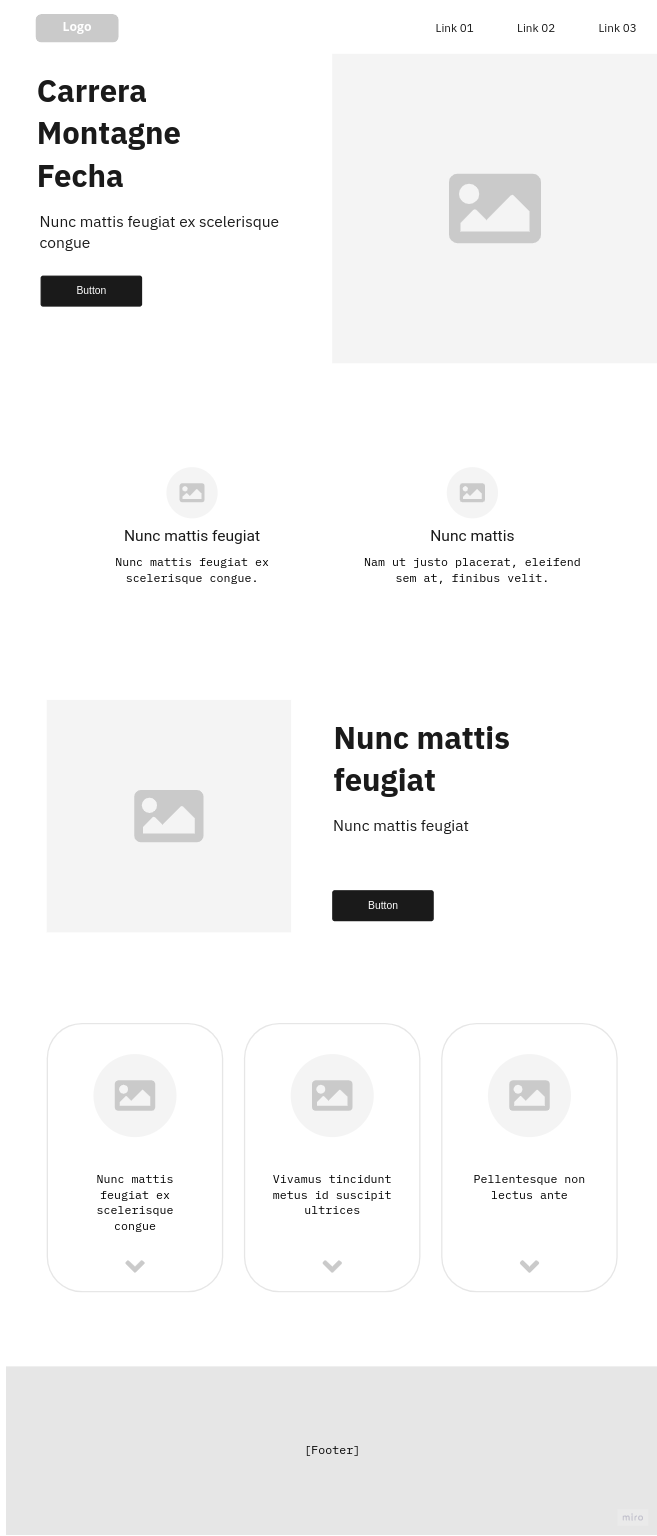 Logo
Link 01 Link 02 Link 03
Carrera
Montagne
Fecha
Nunc mattis feugiat ex scelerisque
congue
Button
Nunc mattis feugiat
Nunc mattis feugiat ex
scelerisque congue.
Nunc mattis
Nam ut justo placerat, eleifend
sem at, finibus velit.
Nunc mattis
feugiat
Nunc mattis feugiat
Button
Nunc mattis
feugiat ex
scelerisque
congue
Vivamus tincidunt
metus id suscipit
ultrices
Pellentesque non
lectus ante
[Footer]
miro